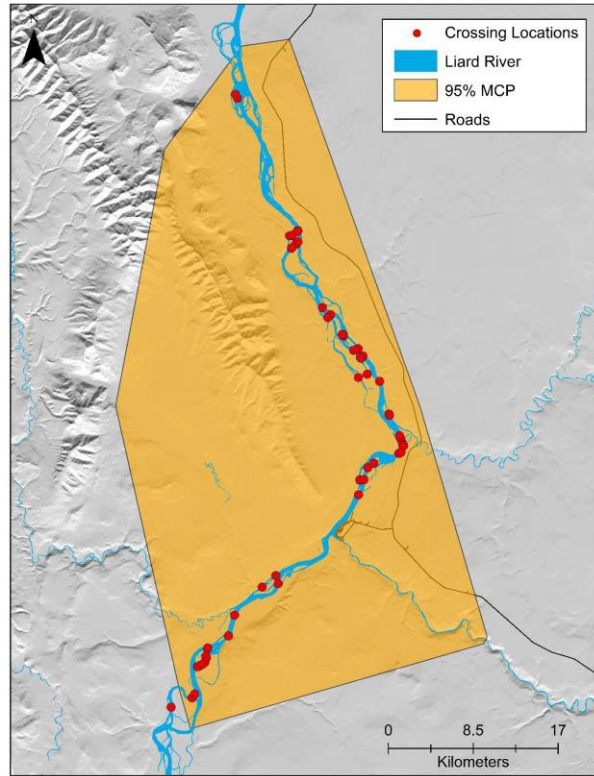 N
Crossing Locations
Liard River
95% MCP
Roads
0 8.5 17
Kilometers